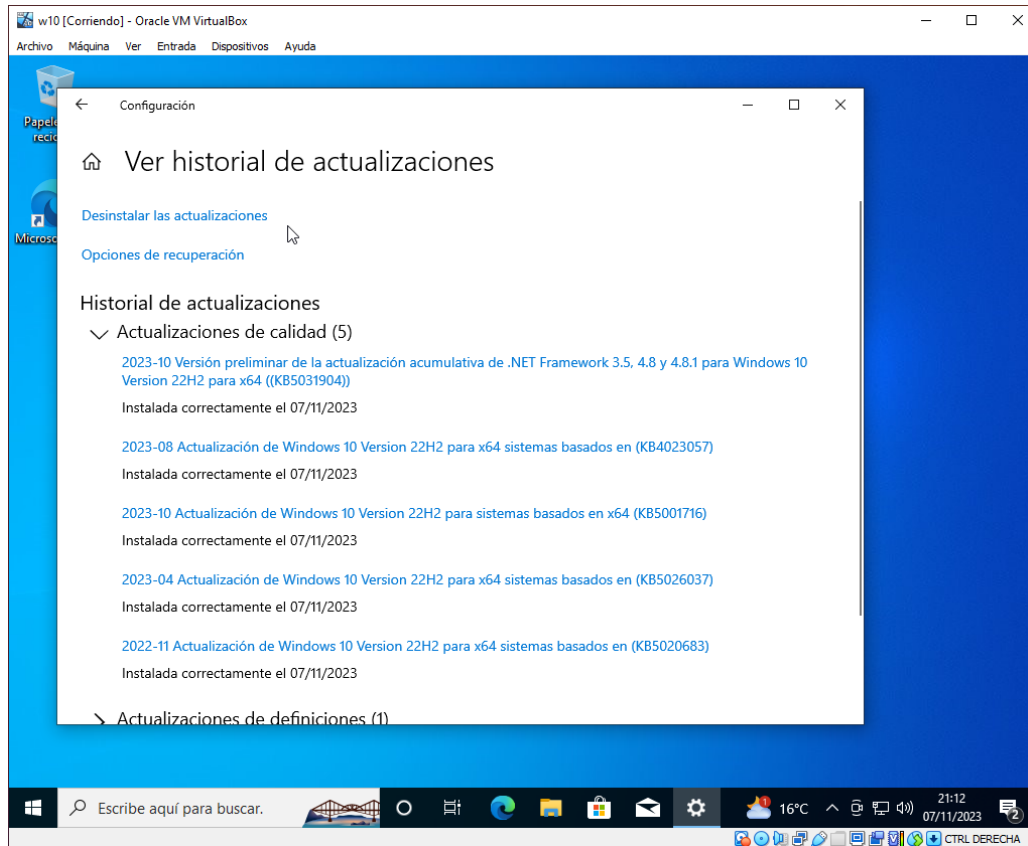 w10 [Corriendo] - Oracle VM VirtualBox
Archivo Máquina Ver Entrada Dispositivos Ayuda
Configuración
Ver historial de actualizaciones
Desinstalar las actualizaciones
Opciones de recuperación
Historial de actualizaciones
Actualizaciones de calidad (5)
2023-10 Versión preliminar de la actualización acumulativa de .NET Framework 3.5, 4.8 y 4.8.1 para Windows 10
Version 22H2 para x64 ((KB5031904))
Instalada correctamente el 07/11/2023
2023-08 Actualización de Windows 10 Version 22H2 para x64 sistemas basados en (KB4023057)
Instalada correctamente el 07/11/2023
2023-10 Actualización de Windows 10 Version 22H2 para sistemas basados en x64 (KB5001716)
Instalada correctamente el 07/11/2023
2023-04 Actualización de Windows 10 Version 22H2 para x64 sistemas basados en (KB5026037)
Instalada correctamente el 07/11/2023
2022-11 Actualización de Windows 10 Version 22H2 para x64 sistemas basados en (KB5020683)
Instalada correctamente el 07/11/2023
Actualizaciones de definiciones (1)
Escribe aquí para buscar.
16°C
21:12
07/11/2023
2
CTRL DERECHA